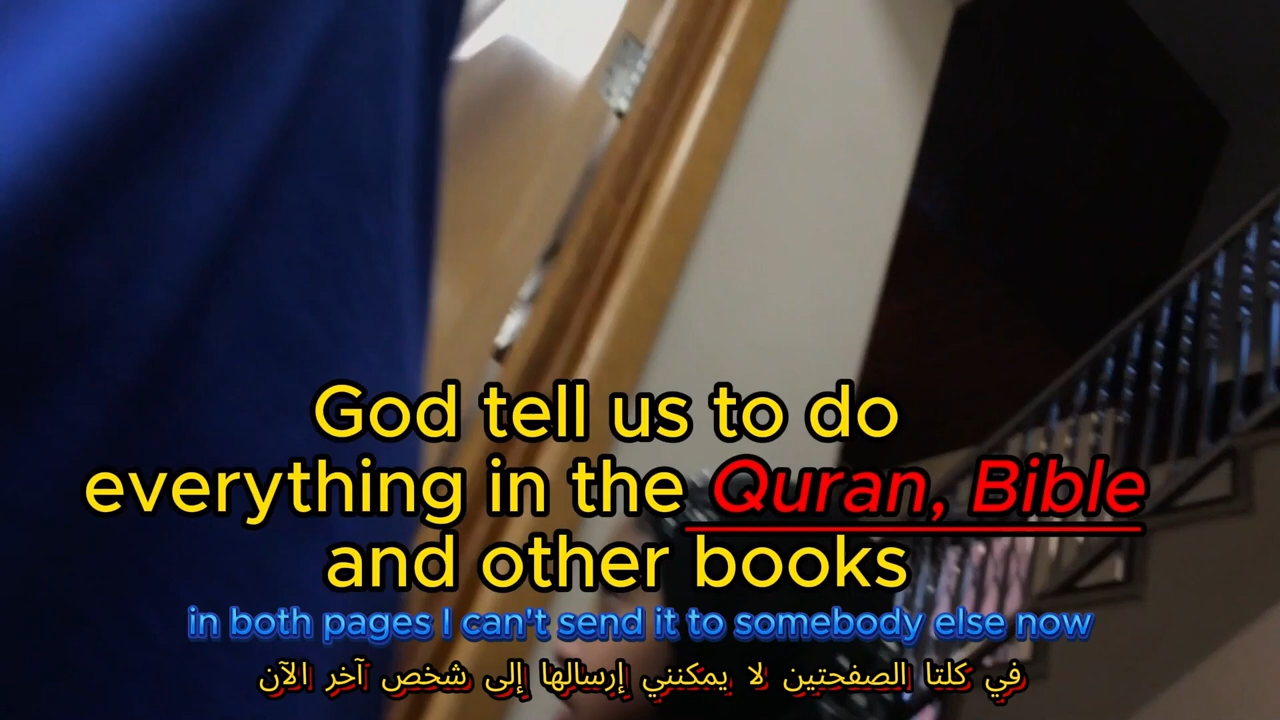 God tell us to do
everything in the Quran, Bible
and other books
in both pages I can't send it to somebody else now
في كلتا الصفحتين لا يمكنني إرسالها إلى شخص آخر الآن